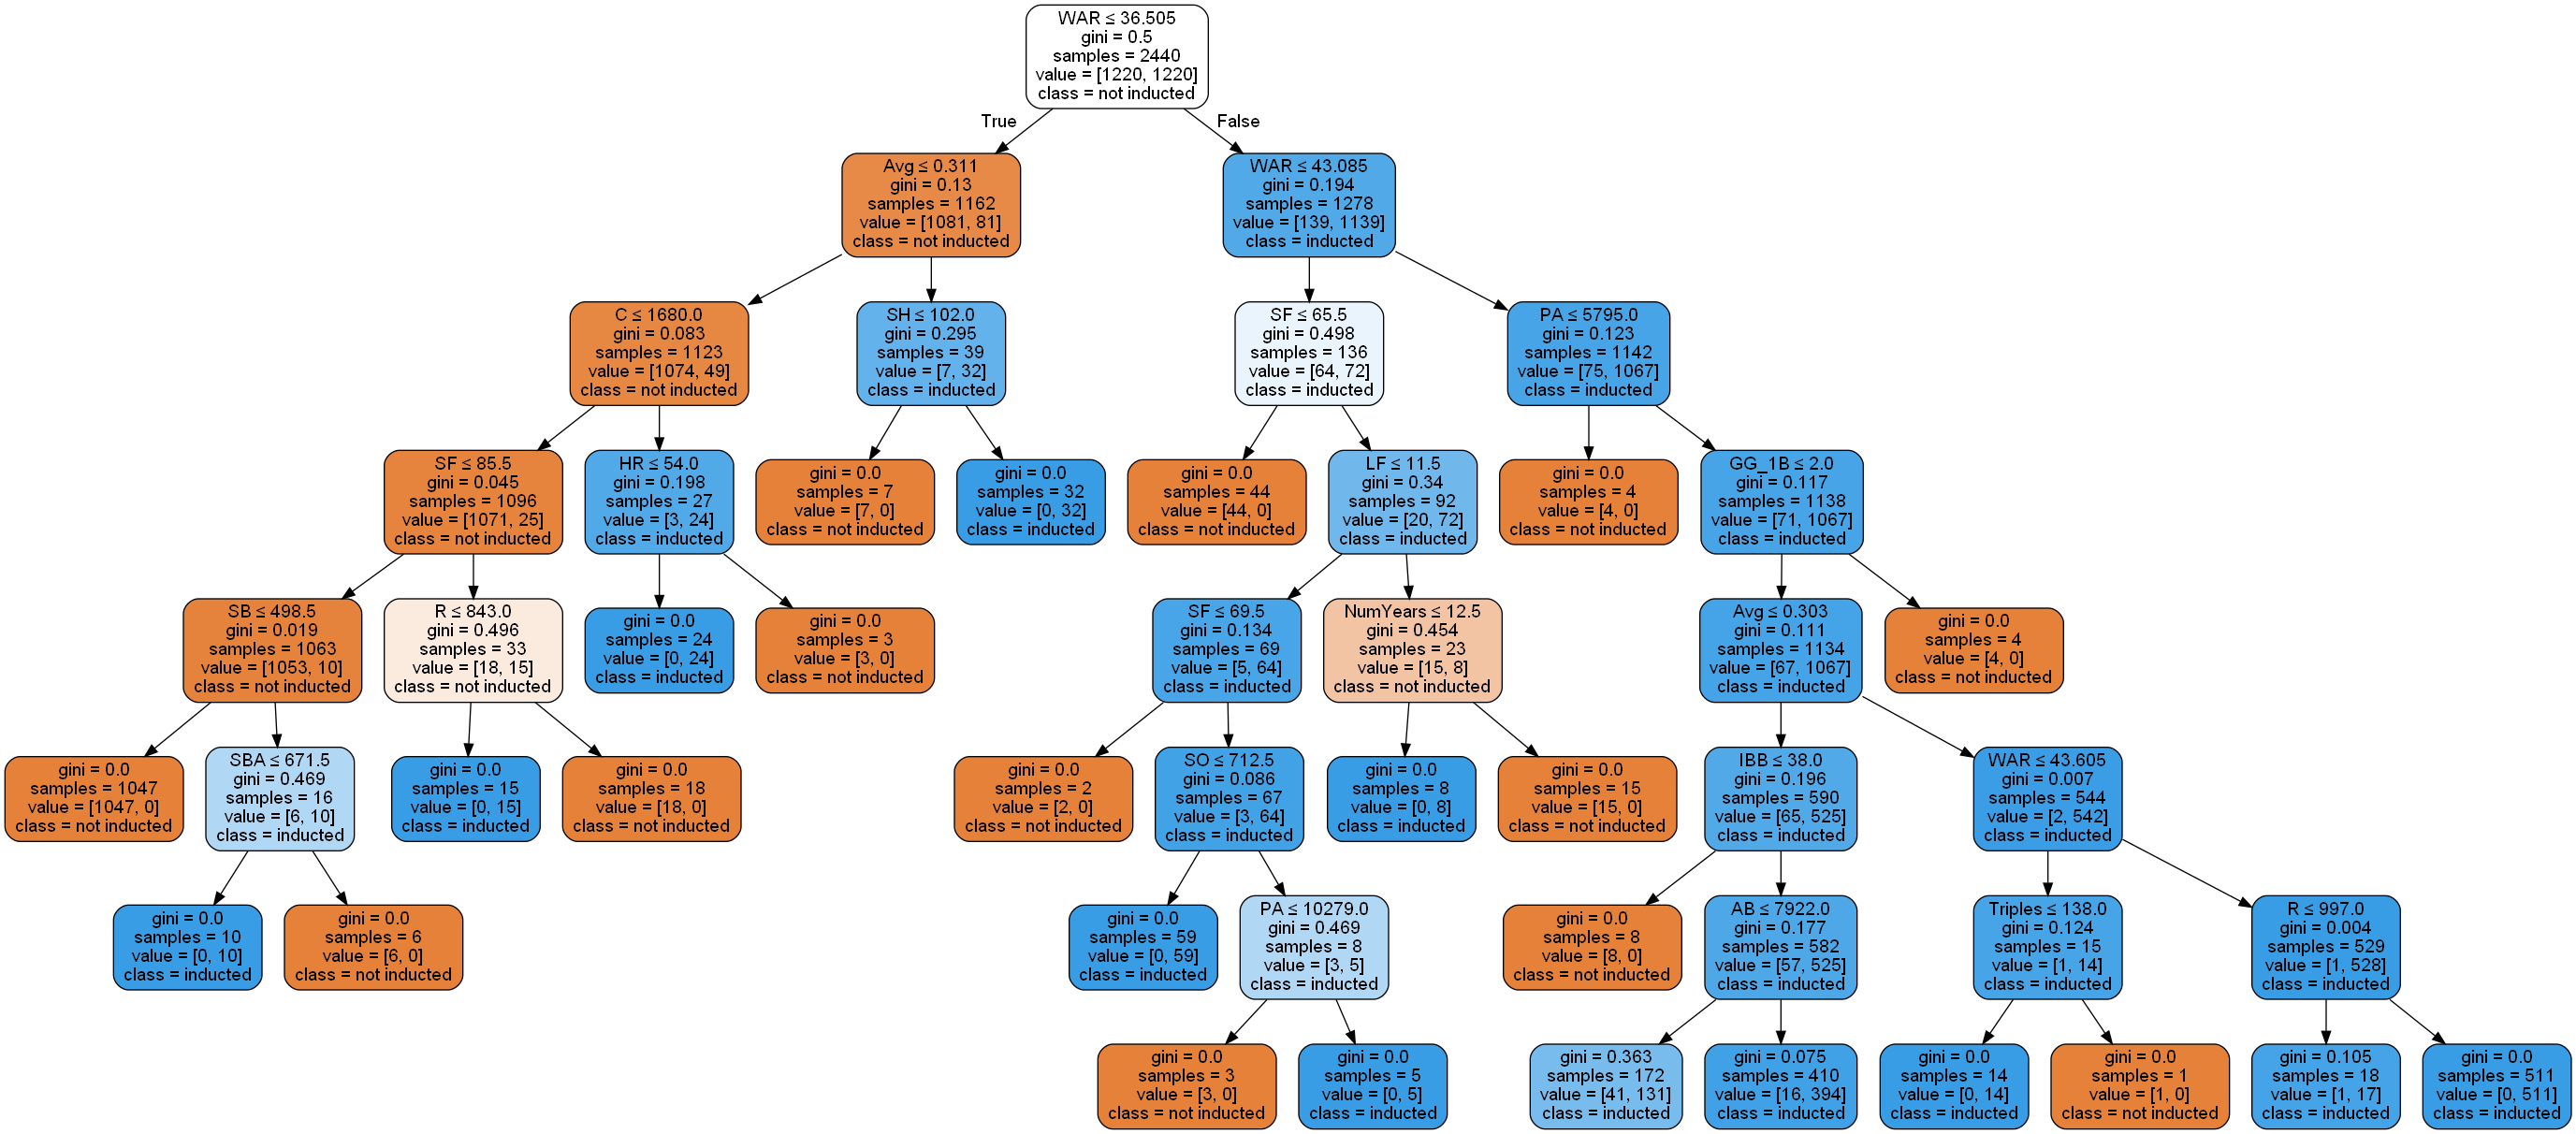 WAR ≤ 36.505
gini = 0.5
samples = 2440
value = [1220, 1220]
class = not inducted
True
False
Avg ≤ 0.311
gini = 0.13
samples = 1162
value = [1081, 81]
class = not inducted
WAR ≤ 43.085
gini = 0.194
samples = 1278
value = [139, 1139]
class = inducted
C ≤ 1680.0
gini = 0.083
samples = 1123
value = [1074, 49]
class = not inducted
SH ≤ 102.0
gini = 0.295
samples = 39
value = [7, 32]
class = inducted
SF ≤ 65.5
gini = 0.498
samples = 136
value = [64, 72]
class = inducted
PA ≤ 5795.0
gini = 0.123
samples = 1142
value = [75, 1067]
class = inducted
SF ≤ 85.5
gini = 0.045
samples = 1096
value = [1071, 25]
class = not inducted
HR ≤ 54.0
gini = 0.198
samples = 27
value = [3, 24]
class = inducted
gini = 0.0
samples = 7
value = [7, 0]
class = not inducted
gini = 0.0
samples = 32
value = [0, 32]
class = inducted
gini = 0.0
samples = 44
value = [44, 0]
class = not inducted
LF ≤ 11.5
gini = 0.34
samples = 92
value = [20, 72]
class = inducted
gini = 0.0
samples = 4
value = [4, 0]
class = not inducted
GG_1B ≤ 2.0
gini = 0.117
samples = 1138
value = [71, 1067]
class = inducted
SB ≤ 498.5
gini = 0.019
samples = 1063
value = [1053, 10]
class = not inducted
R ≤ 843.0
gini = 0.496
samples = 33
value = [18, 15]
class = not inducted
gini = 0.0
samples = 24
value = [0, 24]
class = inducted
gini = 0.0
samples = 3
value = [3, 0]
class = not inducted
SF ≤ 69.5
gini = 0.134
samples = 69
value = [5, 64]
class = inducted
NumYears ≤ 12.5
gini = 0.454
samples = 23
value = [15, 8]
class = not inducted
Avg ≤ 0.303
gini = 0.111
samples = 1134
value = [67, 1067]
class = inducted
gini = 0.0
samples = 4
value = [4, 0]
class = not inducted
gini = 0.0
samples = 1047
value = [1047, 0]
class = not inducted
SBA ≤ 671.5
gini = 0.469
samples = 16
value = [6, 10]
class = inducted
gini = 0.0
samples = 15
value = [0, 15]
class = inducted
gini = 0.0
samples = 18
value = [18, 0]
class = not inducted
gini = 0.0
samples = 2
value = [2, 0]
class = not inducted
SO ≤ 712.5
gini = 0.086
samples = 67
value = [3, 64]
class = inducted
gini = 0.0
samples = 8
value = [0, 8]
class = inducted
gini = 0.0
samples = 15
value = [15, 0]
class = not inducted
IBB ≤ 38.0
gini = 0.196
samples = 590
value = [65, 525]
class = inducted
WAR ≤ 43.605
gini = 0.007
samples = 544
value = [2, 542]
class = inducted
gini = 0.0
samples = 10
value = [0, 10]
class = inducted
gini = 0.0
samples = 6
value = [6, 0]
class = not inducted
gini = 0.0
samples = 59
value = [0, 59]
class = inducted
PA ≤ 10279.0
gini = 0.469
samples = 8
value = [3, 5]
class = inducted
gini = 0.0
samples = 8
value = [8, 0]
class = not inducted
AB ≤ 7922.0
gini = 0.177
samples = 582
value = [57, 525]
class = inducted
Triples ≤ 138.0
gini = 0.124
samples = 15
value = [1, 14]
class = inducted
R ≤ 997.0
gini = 0.004
samples = 529
value = [1, 528]
class = inducted
gini = 0.0
samples = 3
value = [3, 0]
class = not inducted
gini = 0.0
samples = 5
value = [0, 5]
class = inducted
gini = 0.363
samples = 172
value = [41, 131]
class = inducted
gini = 0.075
samples = 410
value = [16, 394]
class = inducted
gini = 0.0
samples = 14
value = [0, 14]
class = inducted
gini = 0.0
samples = 1
value = [1, 0]
class = not inducted
gini = 0.105
samples = 18
value = [1, 17]
class = inducted
gini = 0.0
samples = 511
value = [0, 511]
class = inducted